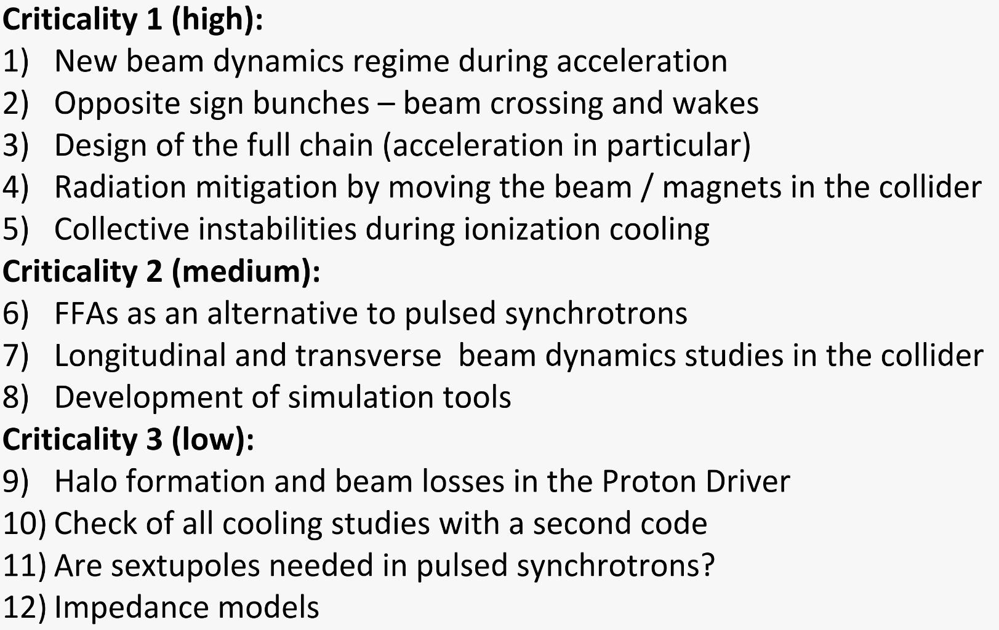 Criticality 1 (high):
1) New beam dynamics regime during acceleration
2) Opposite sign bunches – beam crossing and wakes
3) Design of the full chain (acceleration in particular)
4) Radiation mitigation by moving the beam / magnets in the collider
5) Collective instabilities during ionization cooling
Criticality 2 (medium):
6) FFAs as an alternative to pulsed synchrotrons
7) Longitudinal and transverse  beam dynamics studies in the collider
8) Development of simulation tools
Criticality 3 (low):
9) Halo formation and beam losses in the Proton Driver
10) Check of all cooling studies with a second code
11) Are sextupoles needed in pulsed synchrotrons?
12) Impedance models